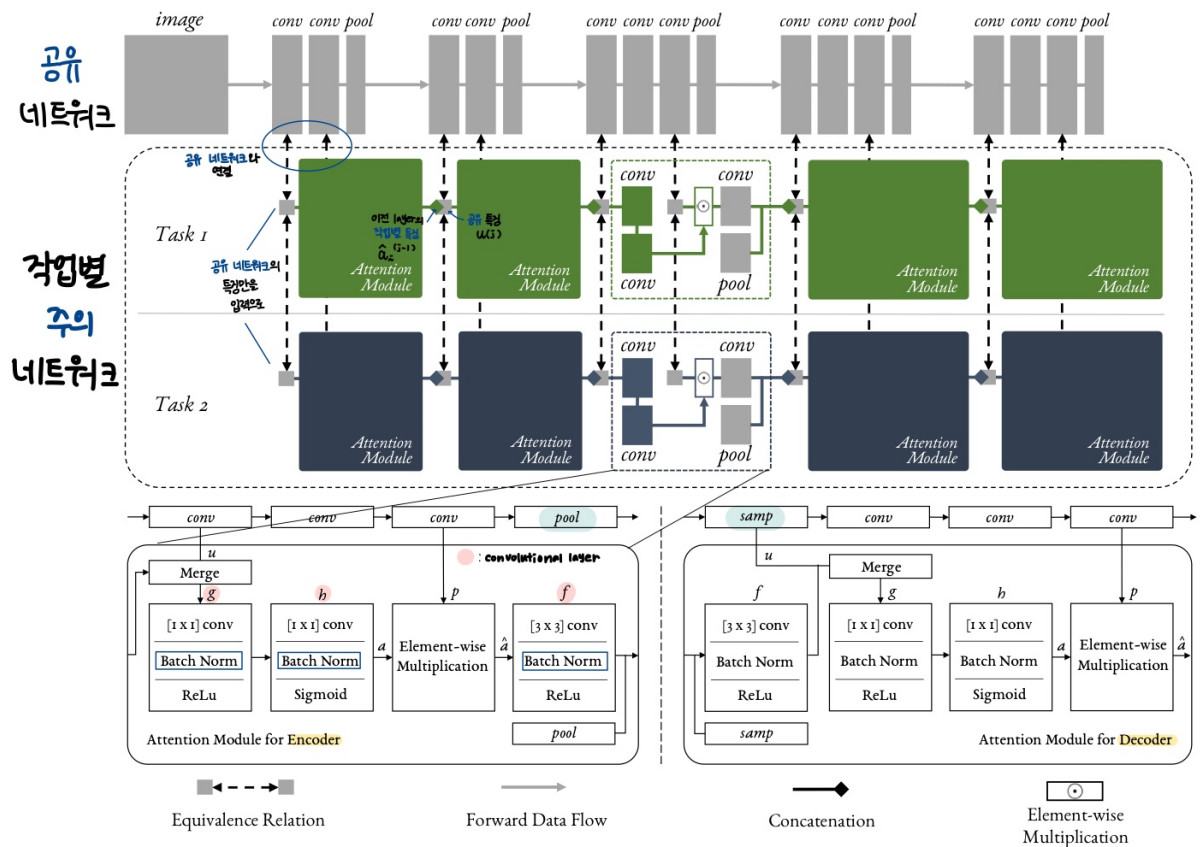 image
conv conv pool
conv conv pool
conv conv conv pool
conv conv conv pool
conv conv conv pool
공유
네트워크
공유 네트워크와
연결
작업별
주의
네트워크
Task 1
공유 네트워크의
특징만을
입력으로
Attention
Module
이전 layer의
작업별 특징
â_i^(j-1)
공유 특징
u(j)
Attention
Module
conv
conv
conv
pool
Attention
Module
Attention
Module
Task 2
Attention
Module
Attention
Module
conv
conv
conv
pool
Attention
Module
Attention
Module
conv
conv
conv
pool
u
: convolutional layer
Merge
g
h
p
f
[1 x 1] conv
Batch Norm
ReLu
[1 x 1] conv
Batch Norm
Sigmoid
a
Element-wise
Multiplication
â
[3 x 3] conv
Batch Norm
ReLu
pool
Attention Module for Encoder
samp
conv
conv
conv
u
Merge
f
g
h
p
[3 x 3] conv
Batch Norm
ReLu
[1 x 1] conv
Batch Norm
ReLu
[1 x 1] conv
Batch Norm
Sigmoid
a
Element-wise
Multiplication
â
samp
Attention Module for Decoder
Equivalence Relation
Forward Data Flow
Concatenation
Element-wise
Multiplication